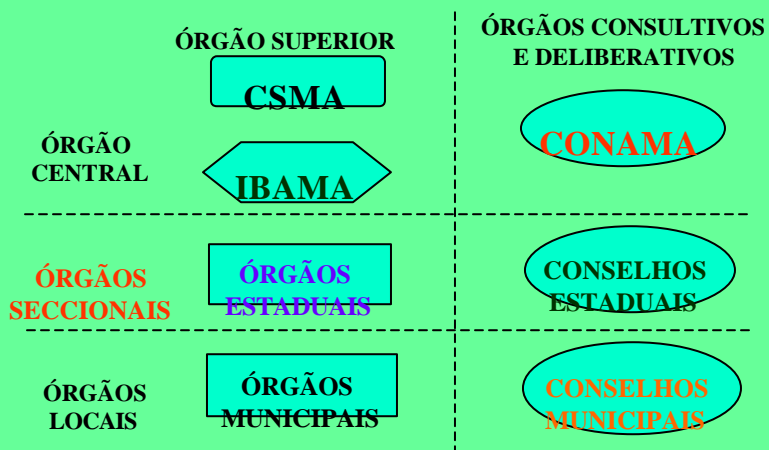 ÓRGÃO SUPERIOR
CSMA
ÓRGÃOS CONSULTIVOS
E DELIBERATIVOS
CONAMA
ÓRGÃO
CENTRAL
IBAMA
ÓRGÃOS
SECCIONAIS
ÓRGÃOS
ESTADUAIS
CONSELHOS
ESTADUAIS
ÓRGÃOS
LOCAIS
ÓRGÃOS
MUNICIPAIS
CONSELHOS
MUNICIPAIS